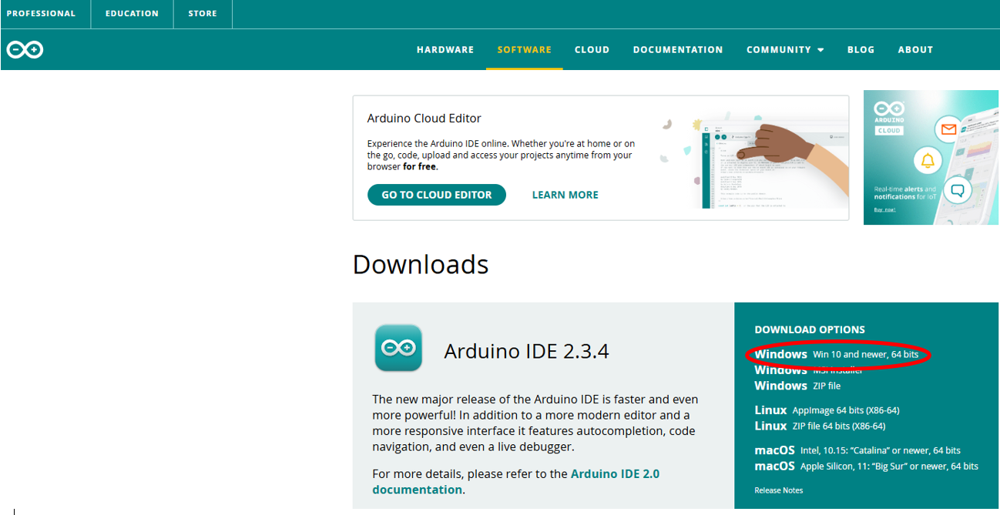 PROFESSIONAL
EDUCATION
STORE
HARDWARE
SOFTWARE
CLOUD
DOCUMENTATION
COMMUNITY
BLOG
ABOUT
Arduino Cloud Editor
Experience the Arduino IDE online. Whether you're at home or on
the go, code, upload and access your projects anytime from your
browser for free.
GO TO CLOUD EDITOR
LEARN MORE
ARDUINO
CLOUD
Real-time alerts and
notifications for IoT
Buy now!
Downloads
Arduino IDE 2.3.4
The new major release of the Arduino IDE is faster and even
more powerful! In addition to a more modern editor and a
more responsive interface it features autocompletion, code
navigation, and even a live debugger.
For more details, please refer to the Arduino IDE 2.0
documentation.
DOWNLOAD OPTIONS
Windows Win 10 and newer, 64 bits
Windows MSI installer
Windows ZIP file
Linux AppImage 64 bits (X86-64)
Linux ZIP file 64 bits (X86-64)
macOS Intel, 10.15: “Catalina” or newer, 64 bits
macOS Apple Silicon, 11: “Big Sur” or newer, 64 bits
Release Notes